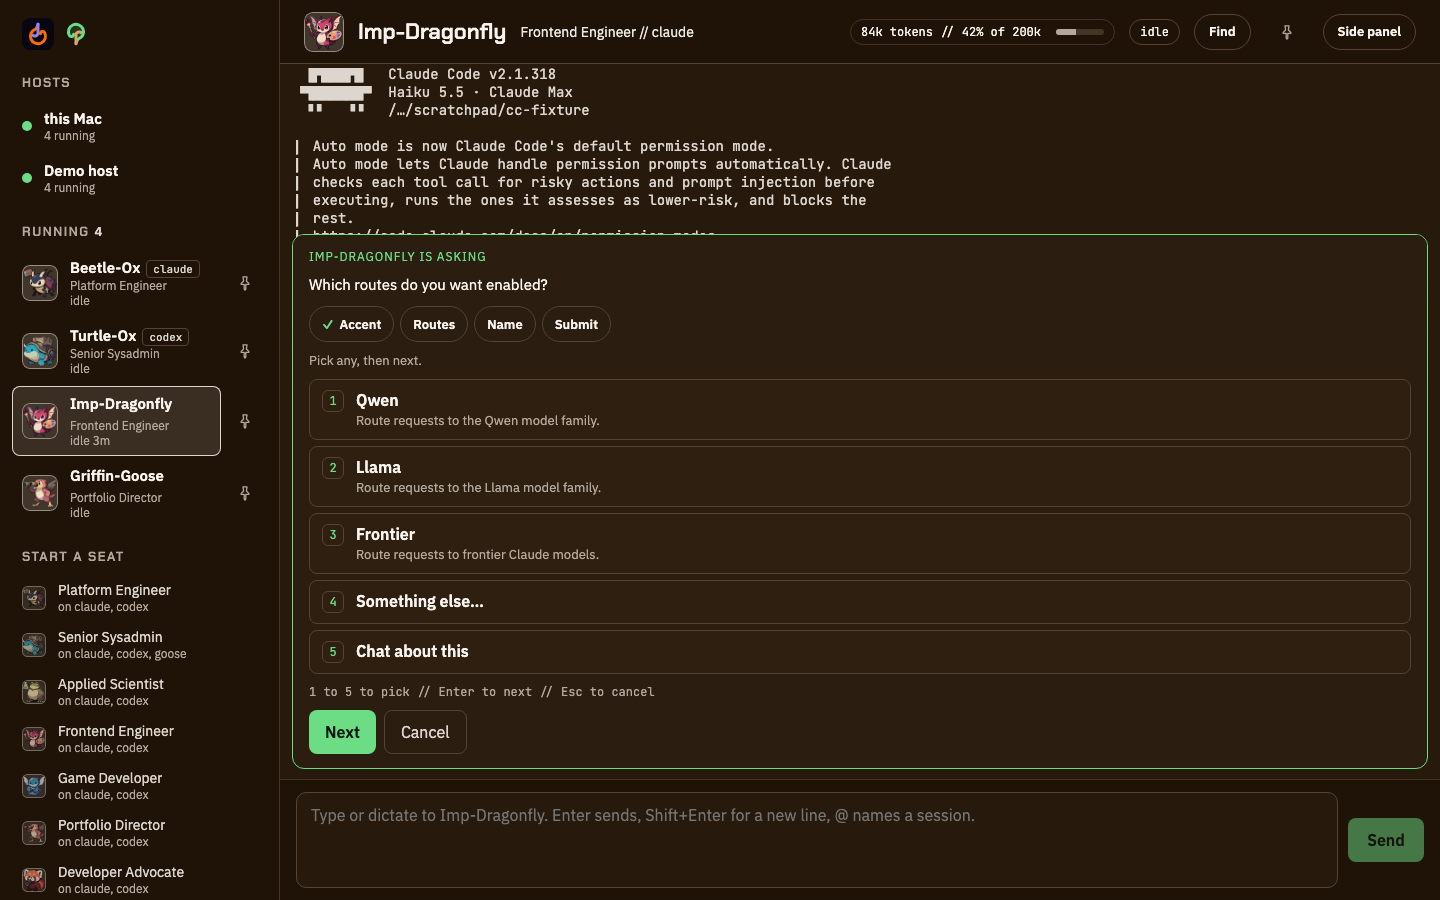 HOSTS
this Mac
4 running
Demo host
4 running
RUNNING 4
Beetle-Ox claude
Platform Engineer
idle
Turtle-Ox codex
Senior Sysadmin
idle
Imp-Dragonfly
Frontend Engineer
idle 3m
Griffin-Goose
Portfolio Director
idle
START A SEAT
Platform Engineer
on claude, codex
Senior Sysadmin
on claude, codex, goose
Applied Scientist
on claude, codex
Frontend Engineer
on claude, codex
Game Developer
on claude, codex
Portfolio Director
on claude, codex
Developer Advocate
on claude, codex
Imp-Dragonfly Frontend Engineer // claude 84k tokens // 42% of 200k idle Find Side panel
Claude Code v2.1.318
Haiku 5.5 · Claude Max
/…/scratchpad/cc-fixture
Auto mode is now Claude Code's default permission mode.
Auto mode lets Claude handle permission prompts automatically. Claude
checks each tool call for risky actions and prompt injection before
executing, runs the ones it assesses as lower-risk, and blocks the
rest.
IMP-DRAGONFLY IS ASKING
Which routes do you want enabled?
✓ Accent Routes Name Submit
Pick any, then next.
1 Qwen
Route requests to the Qwen model family.
2 Llama
Route requests to the Llama model family.
3 Frontier
Route requests to frontier Claude models.
4 Something else...
5 Chat about this
1 to 5 to pick // Enter to next // Esc to cancel
Next Cancel
Type or dictate to Imp-Dragonfly. Enter sends, Shift+Enter for a new line, @ names a session.
Send